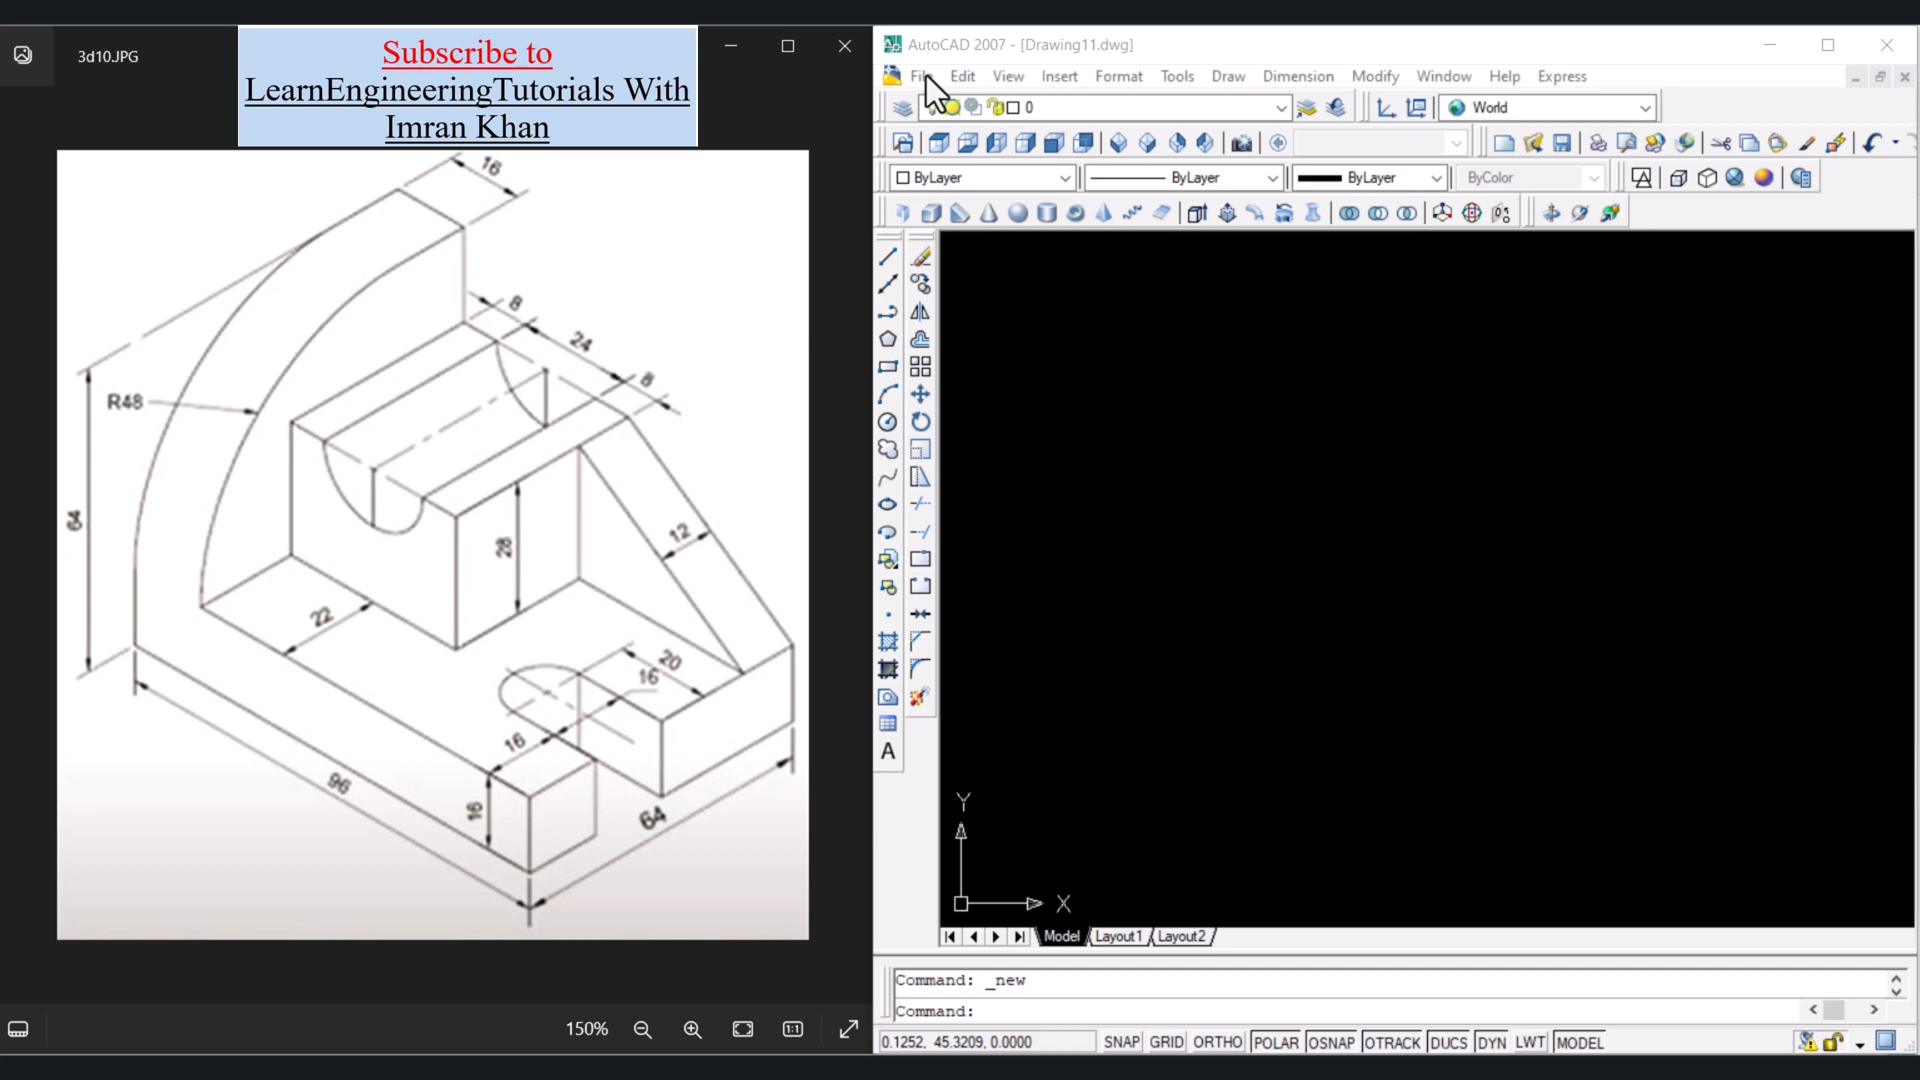 3d10.JPG
Subscribe to
LearnEngineeringTutorials With
Imran Khan
16
8
24
8
R48
64
12
28
22
20
16
16
16
96
64
150%
AutoCAD 2007 - [Drawing11.dwg]
File Edit View Insert Format Tools Draw Dimension Modify Window Help Express
0
World
ByLayer ByLayer ByLayer ByColor
A
Y
X
Model Layout1 Layout2
Command: _new
Command:
0.1252, 45.3209, 0.0000 SNAP GRID ORTHO POLAR OSNAP OTRACK DUCS DYN LWT MODEL